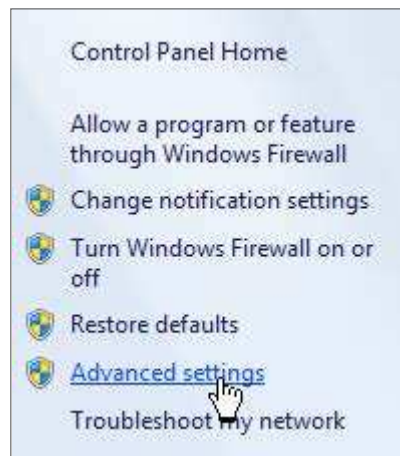 Control Panel Home
Allow a program or feature
through Windows Firewall
Change notification settings
Turn Windows Firewall on or
off
Restore defaults
Advanced settings
Troubleshoot my network